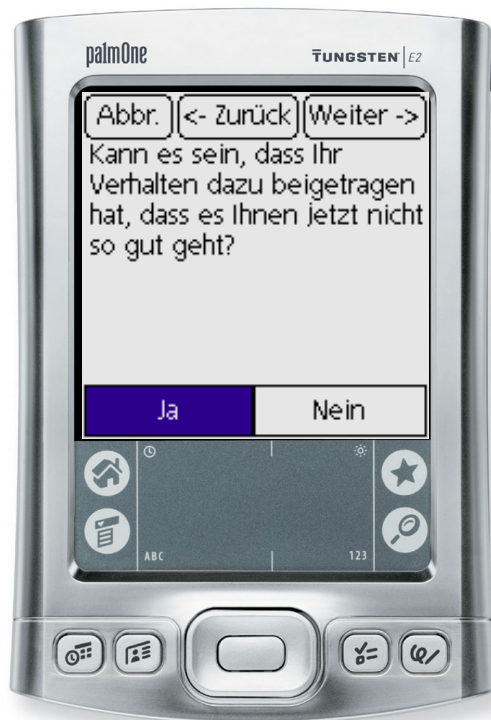 palmOne TUNGSTEN | E2
Abbr. <- Zurück Weiter ->
Kann es sein, dass Ihr
Verhalten dazu beigetragen
hat, dass es Ihnen jetzt nicht
so gut geht?
Ja Nein
ABC 123